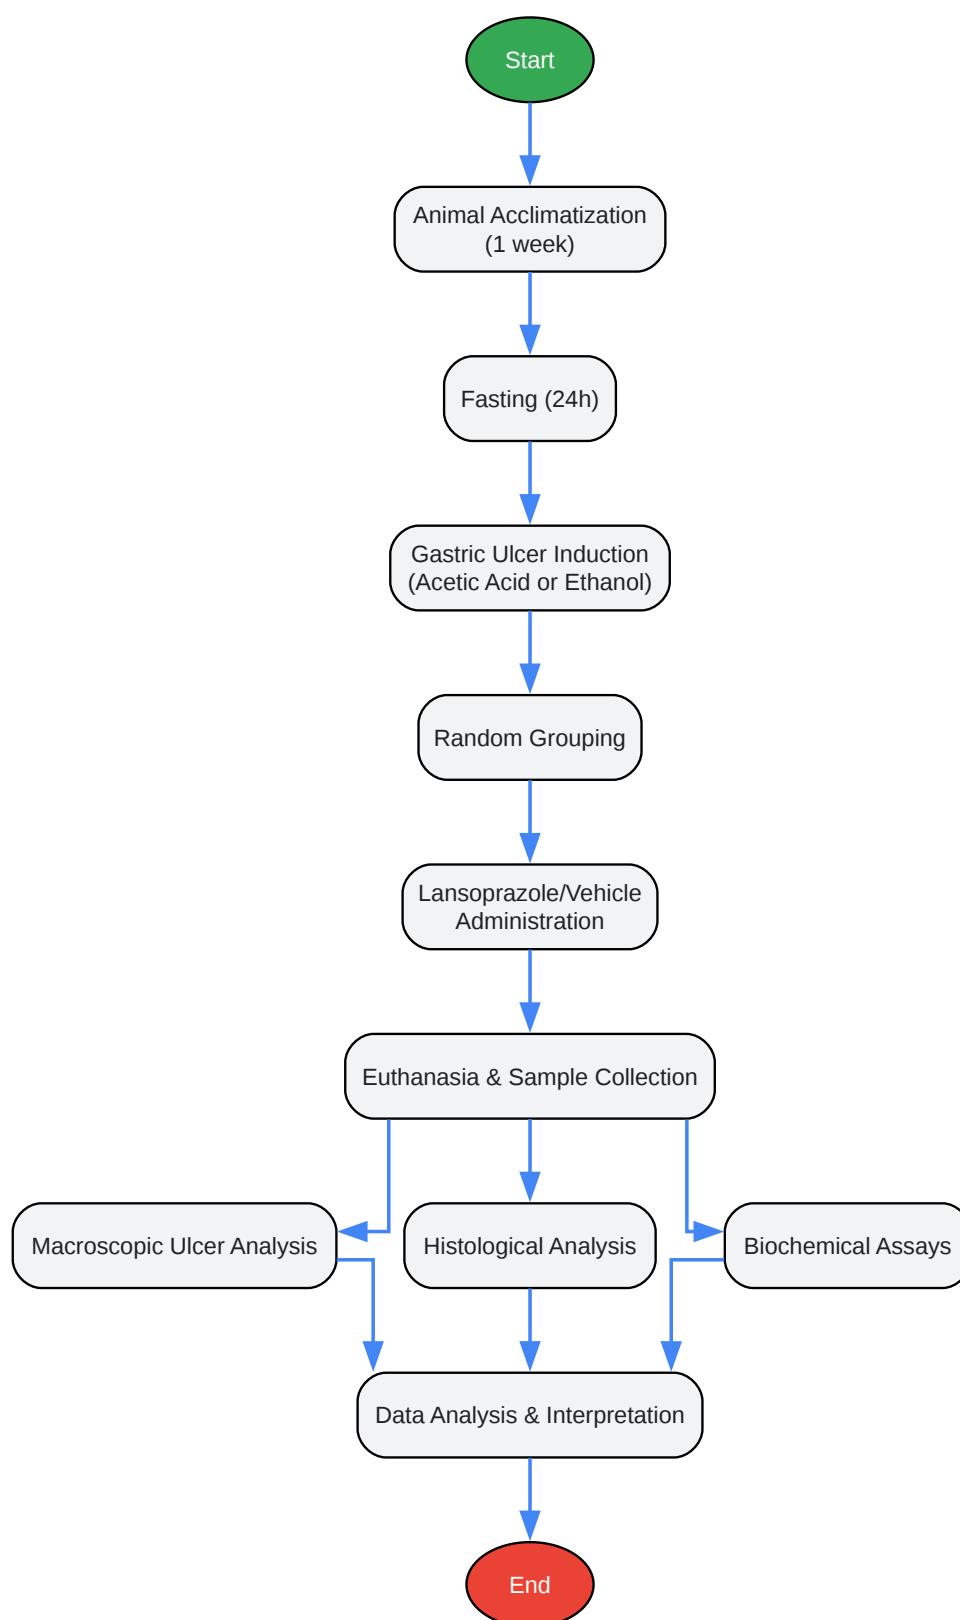 Start
Animal Acclimatization
(1 week)
Fasting (24h)
Gastric Ulcer Induction
(Acetic Acid or Ethanol)
Random Grouping
Lansoprazole/Vehicle
Administration
Euthanasia & Sample Collection
Macroscopic Ulcer Analysis
Histological Analysis
Biochemical Assays
Data Analysis & Interpretation
End